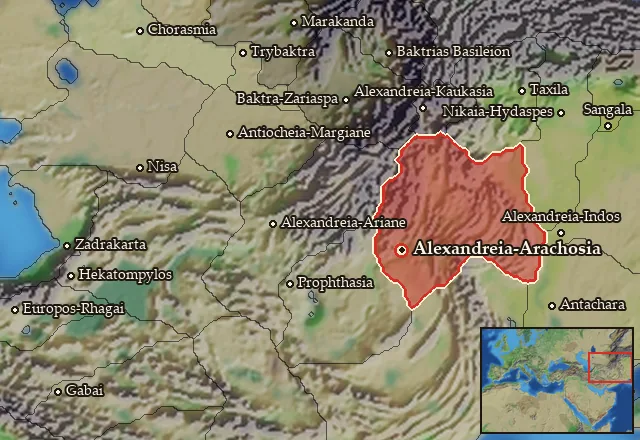 Marakanda
Chorasmia
Trybaktra
Baktrias Basileion
Alexandreia-Kaukasia
Taxila
Baktra-Zariaspa
Nikaia-Hydaspes
Sangala
Antiocheia-Margiane
Nisa
Alexandreia-Indos
Alexandreia-Ariane
Zadrakarta
Alexandreia-Arachosia
Hekatompylos
Prophthasia
Antachara
Europos-Rhagai
Gabai